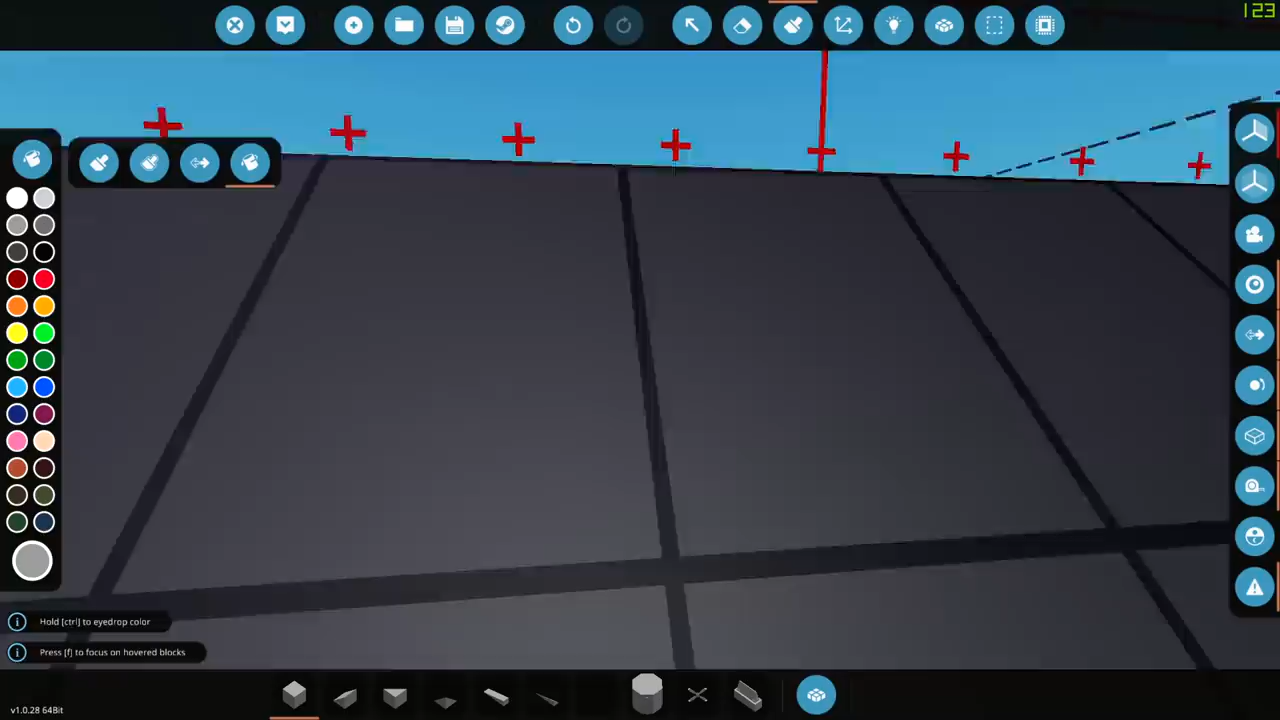 123
Hold [ctrl] to eyedrop color
Press [f] to focus on hovered blocks
v1.0.28 64Bit